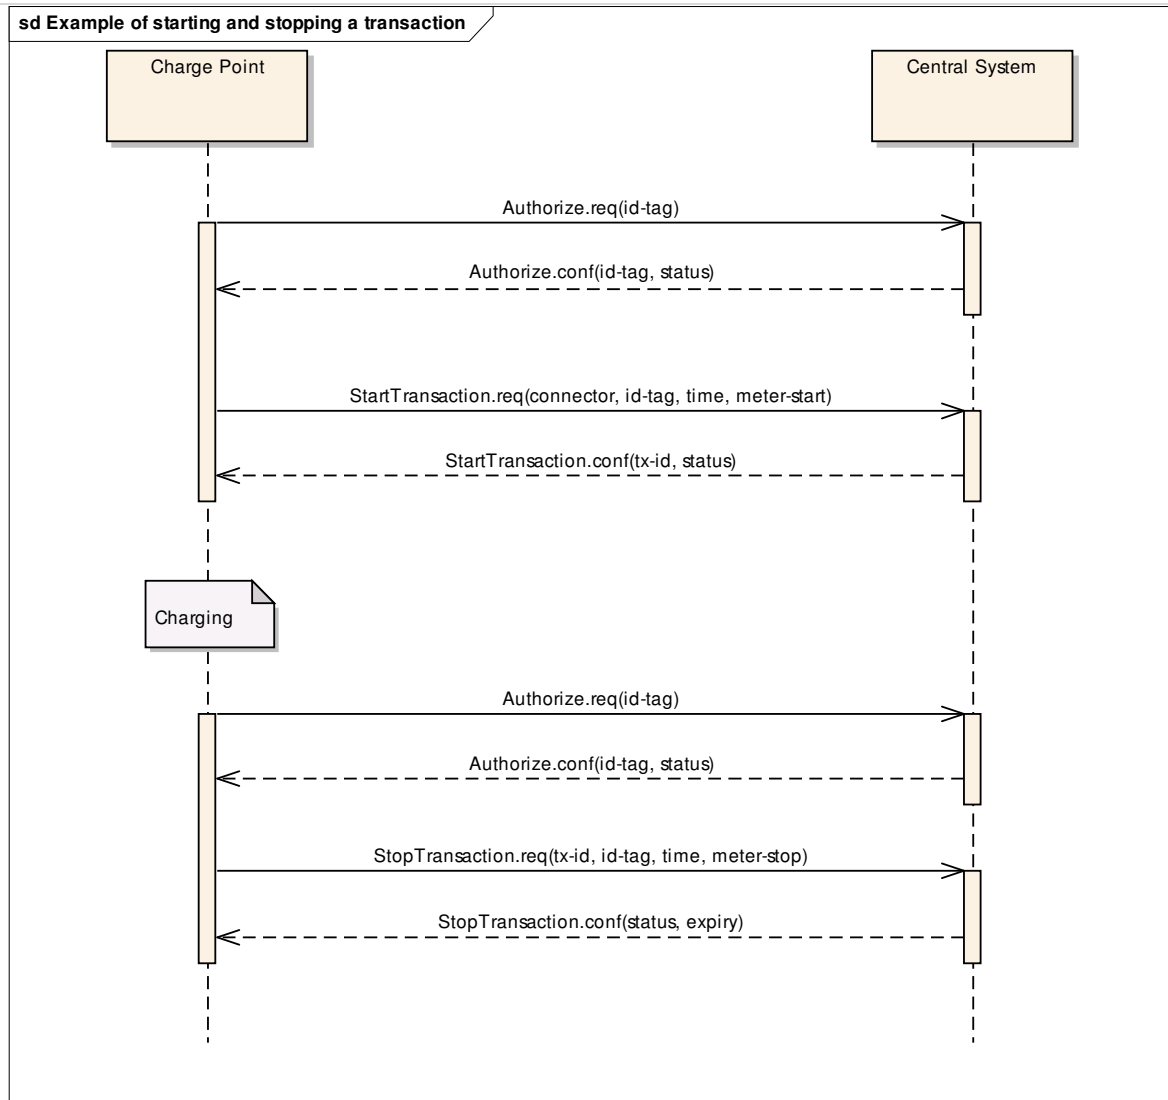 sd Example of starting and stopping a transaction
Charge Point
Central System
Authorize.req(id-tag)
Authorize.conf(id-tag, status)
StartTransaction.req(connector, id-tag, time, meter-start)
StartTransaction.conf(tx-id, status)
Charging
Authorize.req(id-tag)
Authorize.conf(id-tag, status)
StopTransaction.req(tx-id, id-tag, time, meter-stop)
StopTransaction.conf(status, expiry)